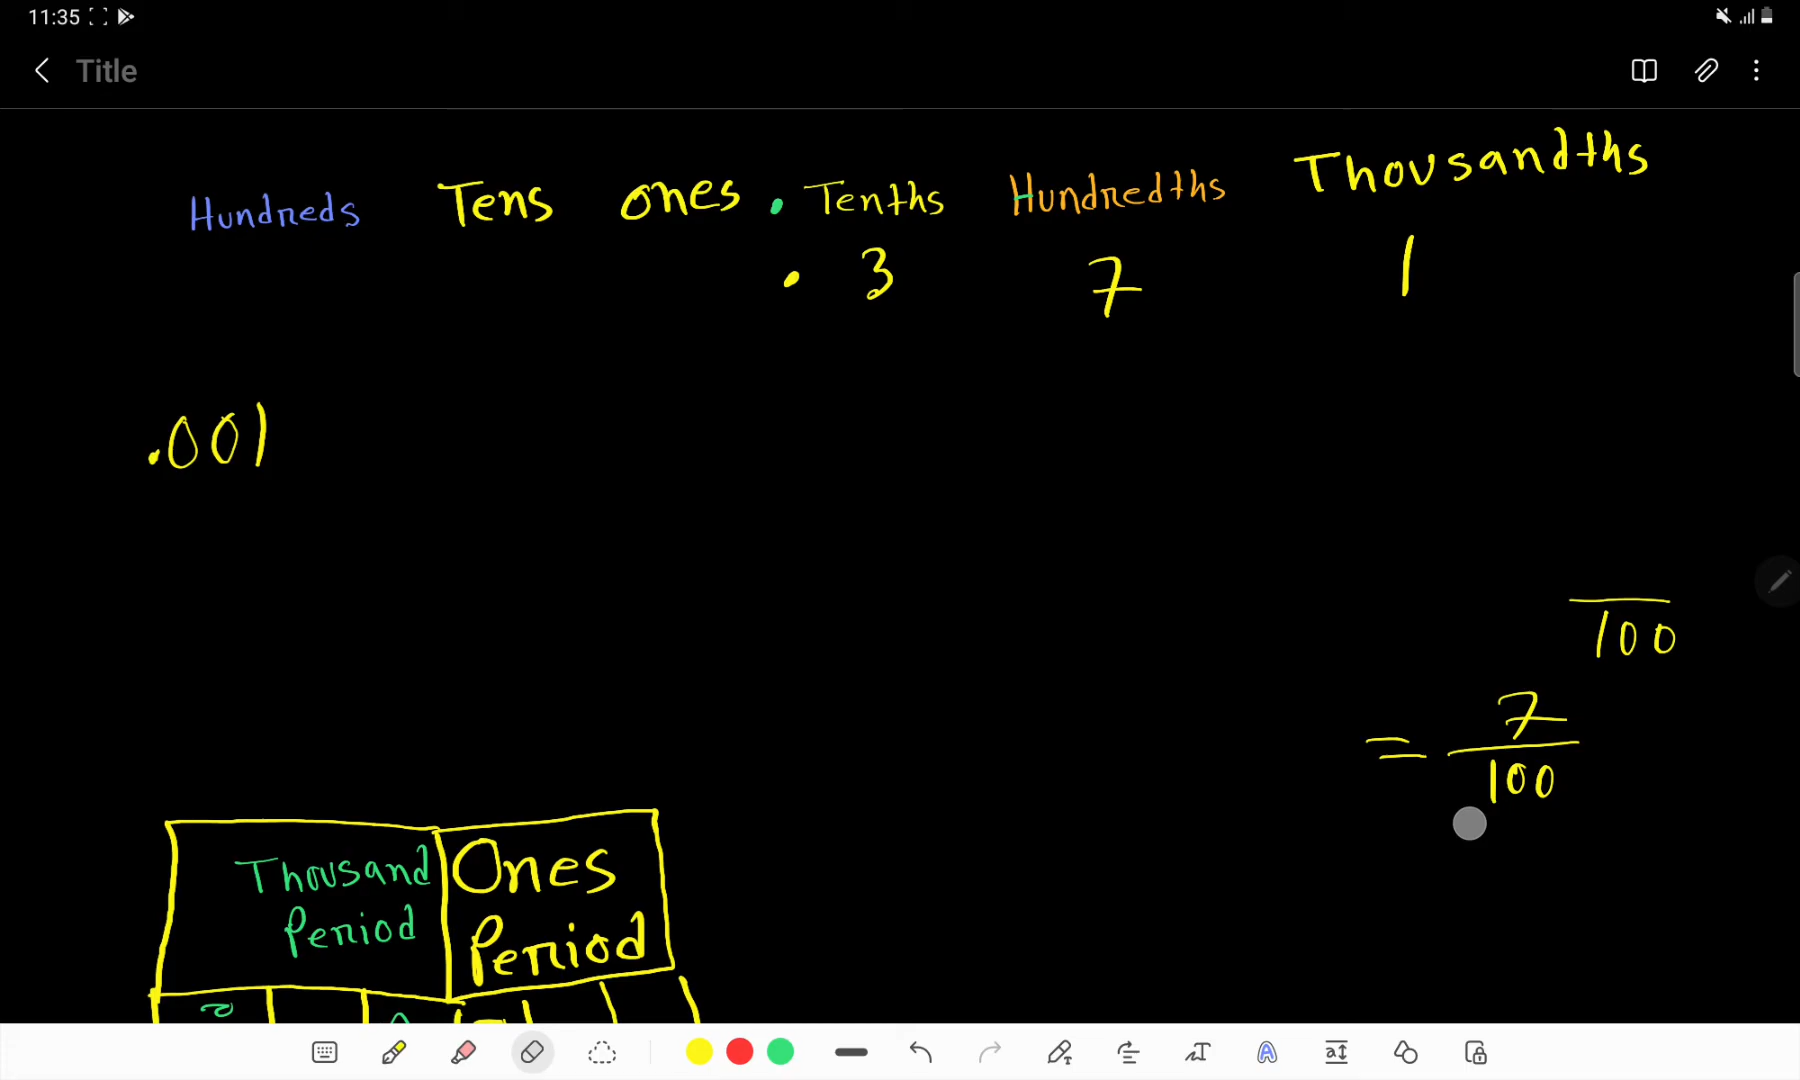 11:35
Title
Hundreds Tens ones . Tenths Hundredths Thousandths
. 3 7 1
.001
100
= 7/100
Thousand Period
Ones Period